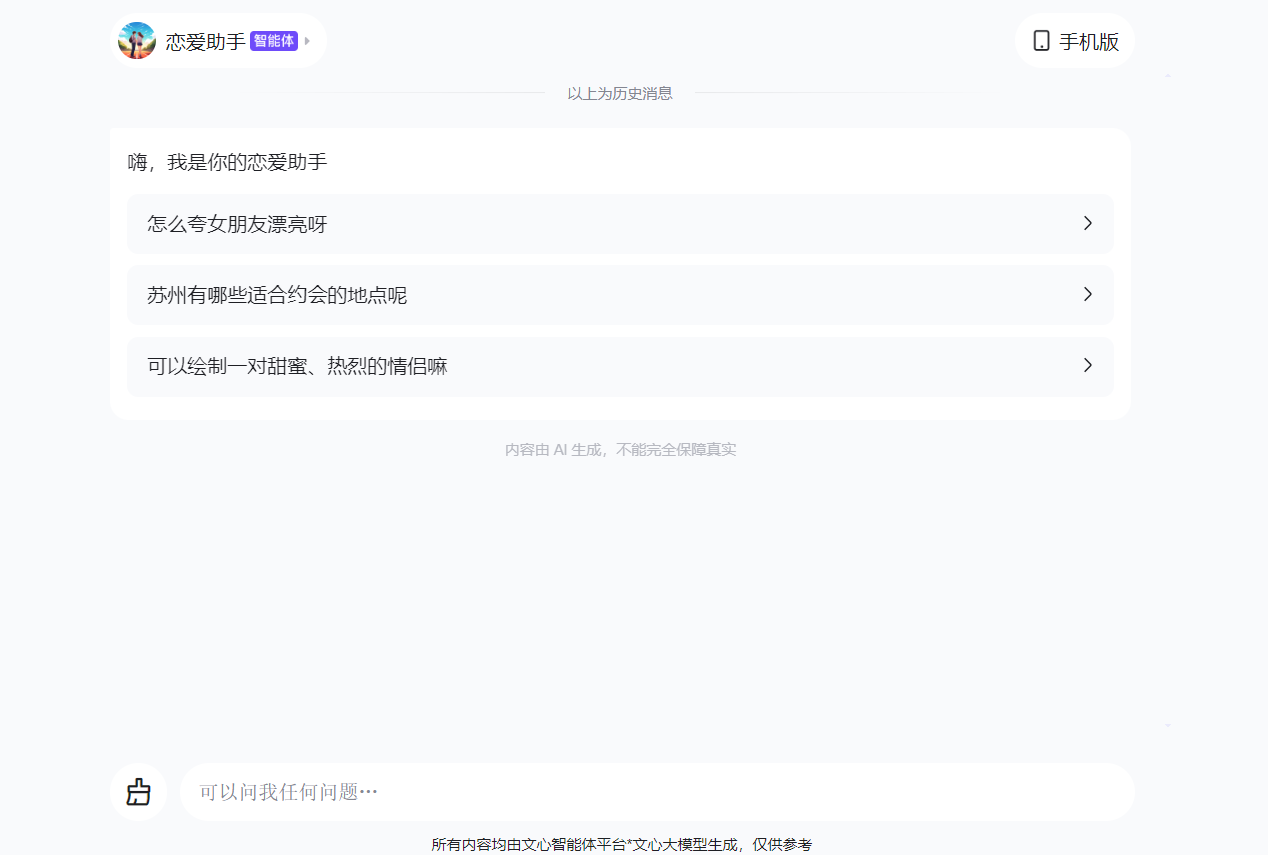 恋爱助手 智能体
手机版
以上为历史消息
嗨，我是你的恋爱助手
怎么夸女朋友漂亮呀
苏州有哪些适合约会的地点呢
可以绘制一对甜蜜、热烈的情侣嘛
内容由 AI 生成，不能完全保障真实
可以问我任何问题…
所有内容均由文心智能体平台*文心大模型生成，仅供参考